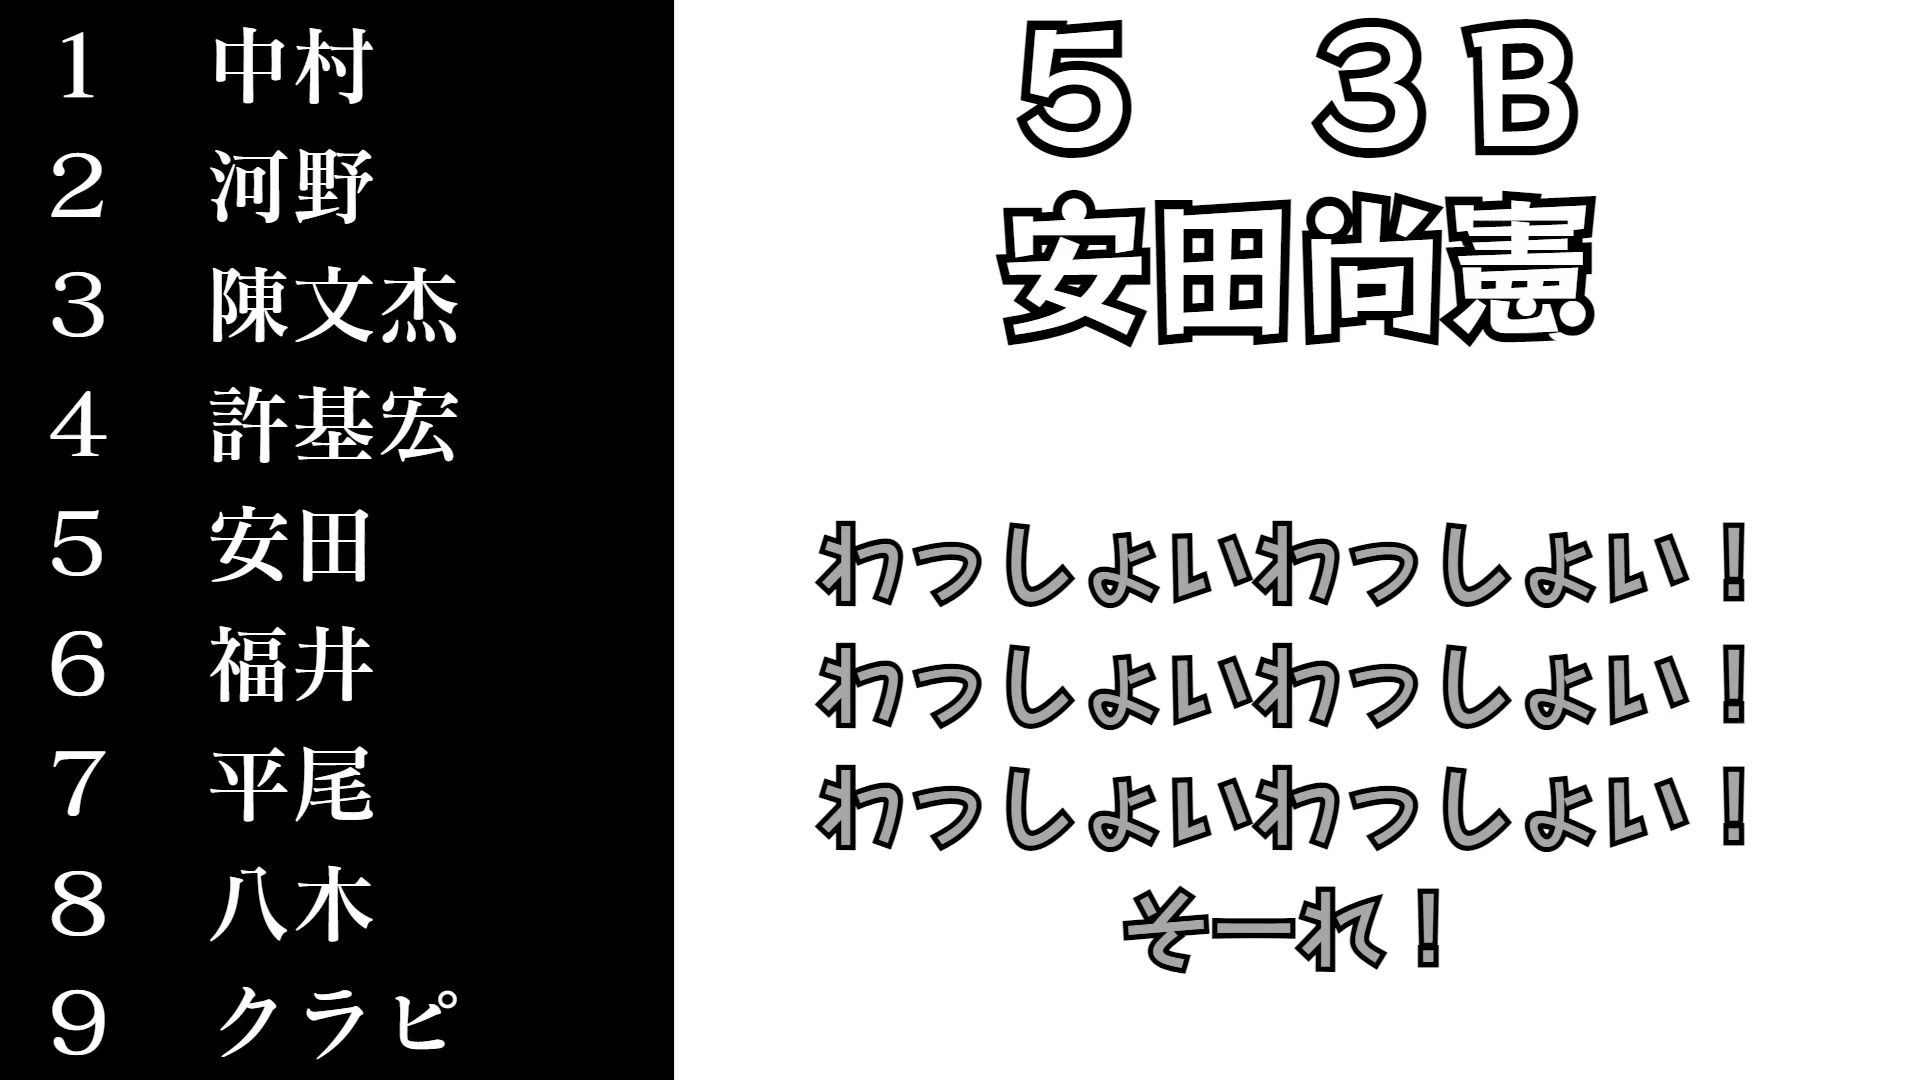 1 中村
2 河野
3 陳文杰
4 許基宏
5 安田
6 福井
7 平尾
8 八木
9 クラピ
5 3B
安田尚憲
わっしょいわっしょい！
わっしょいわっしょい！
わっしょいわっしょい！
そーれ！